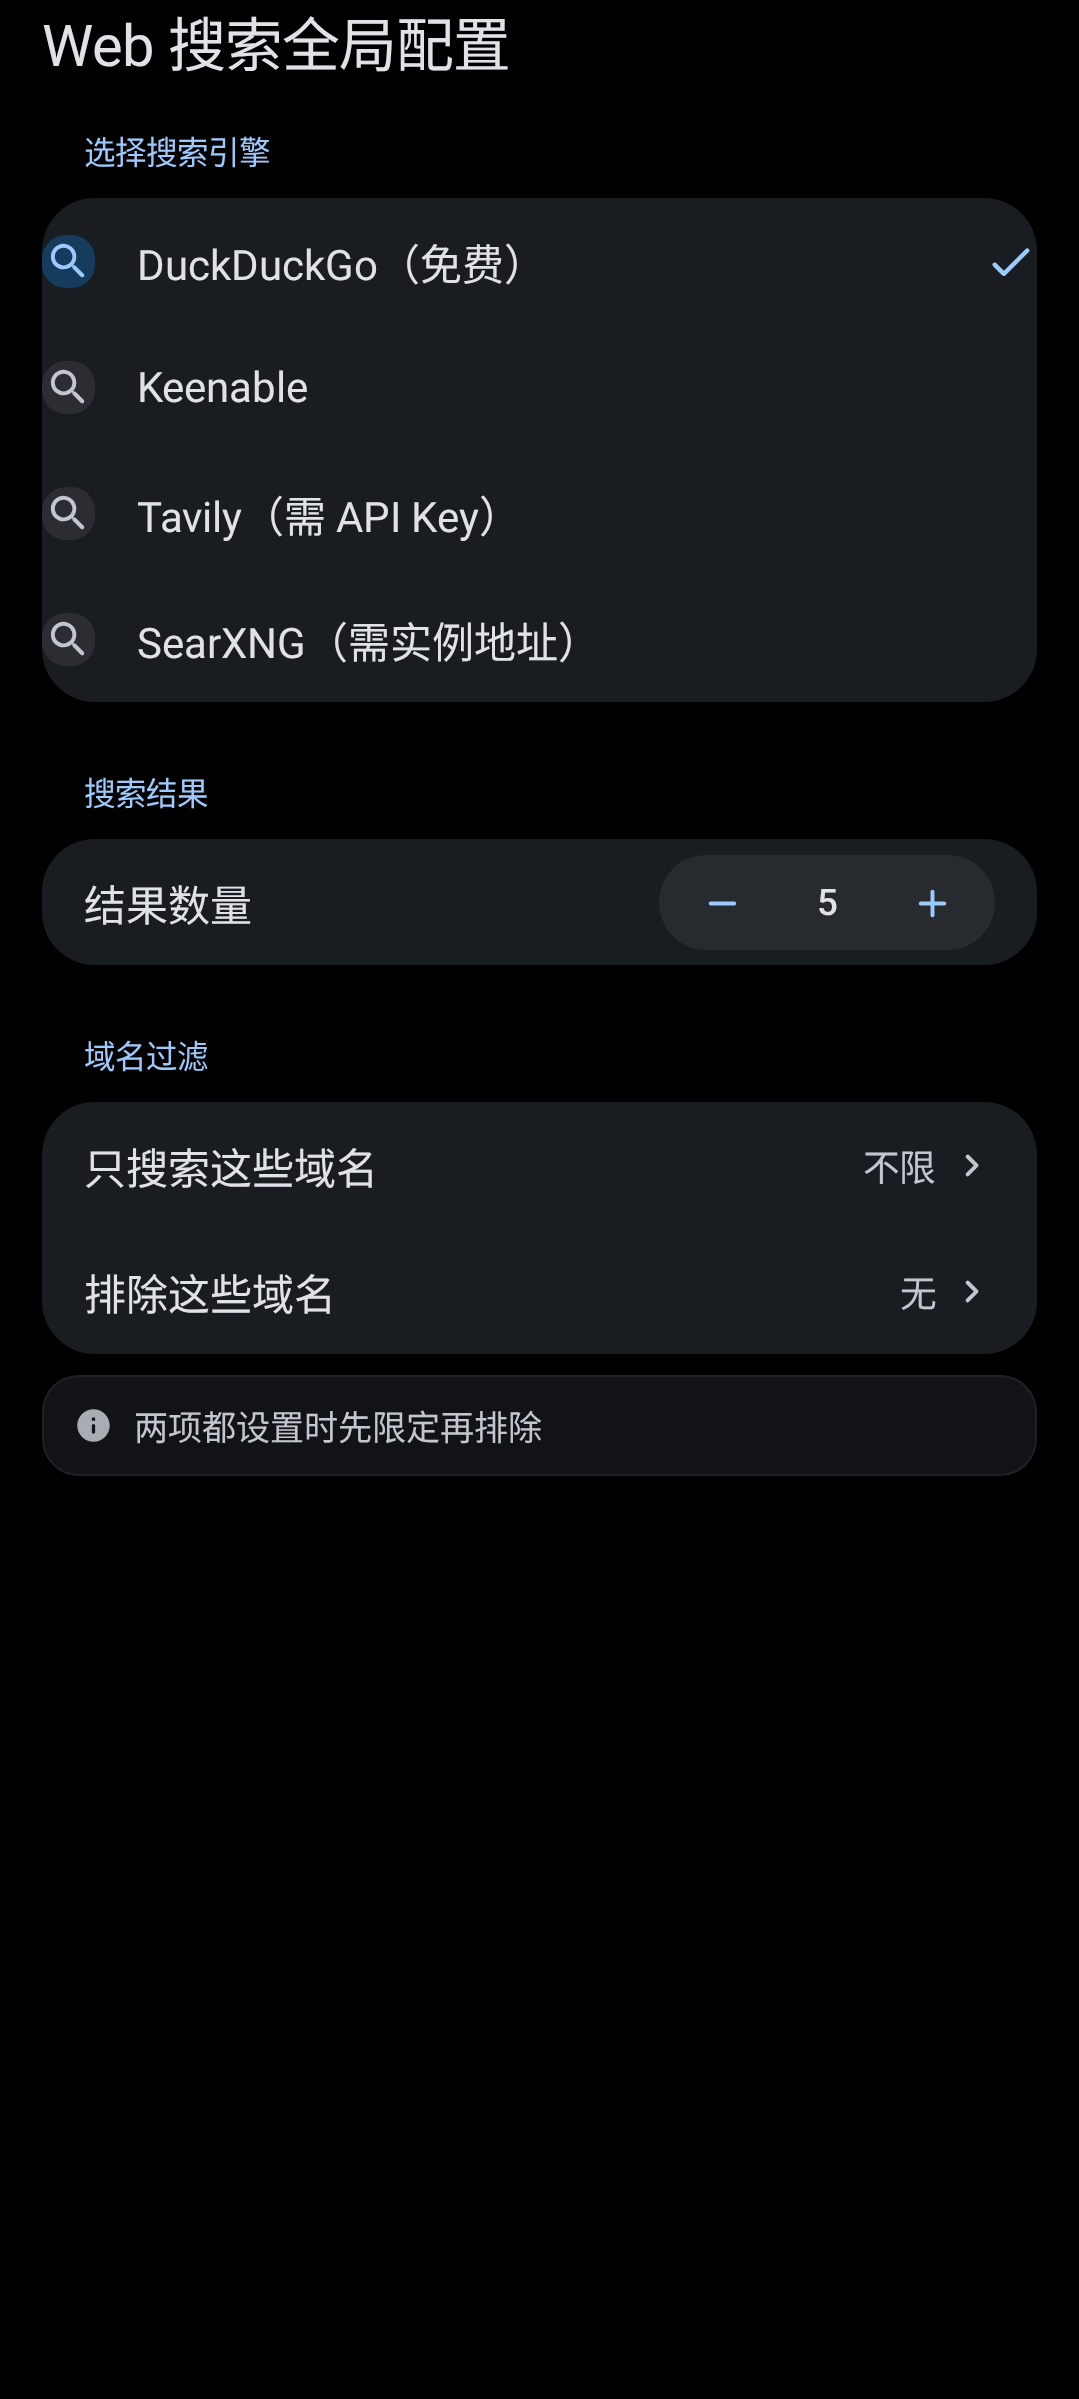 Web 搜索全局配置
选择搜索引擎
DuckDuckGo（免费）
Keenable
Tavily（需 API Key）
SearXNG（需实例地址）
搜索结果
结果数量 5
域名过滤
只搜索这些域名 不限
排除这些域名 无
两项都设置时先限定再排除